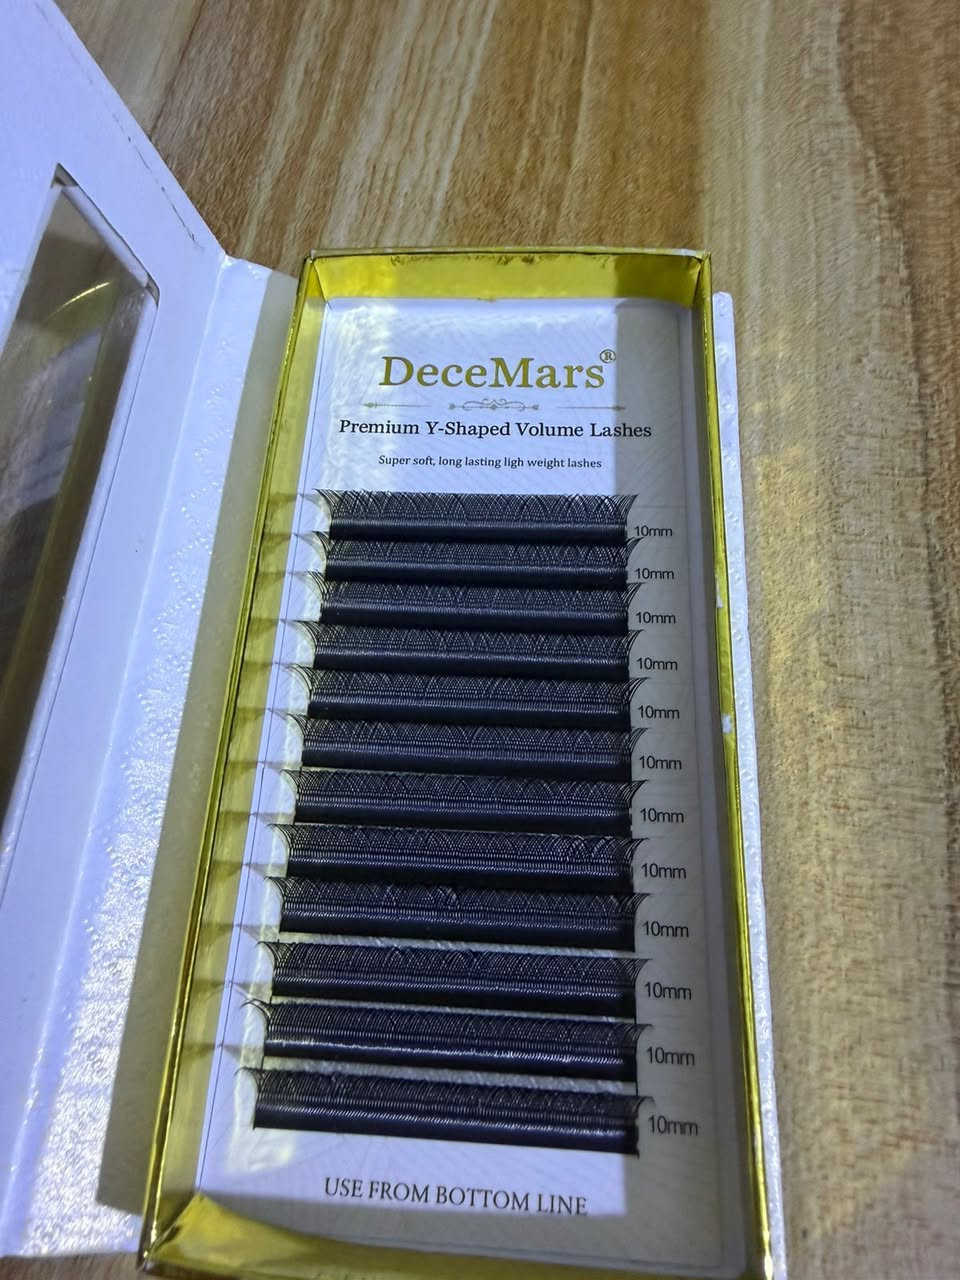 DeceMars®
Premium Y-Shaped Volume Lashes
Super soft, long lasting ligh weight lashes
10mm
10mm
10mm
10mm
10mm
10mm
10mm
10mm
10mm
10mm
10mm
10mm
USE FROM BOTTOM LINE